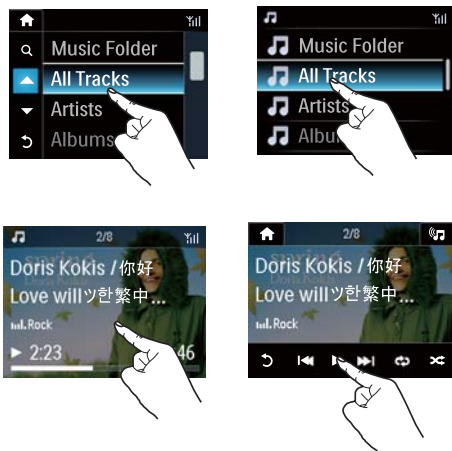 Music Folder
All Tracks
Artists
Albums
Music Folder
All Tracks
Artists
Albu
2/8
Doris Kokis /你好
Love willツ한繁中...
Rock
2:23
46
2/8
Doris Kokis /你好
Love willツ한繁中...
Rock